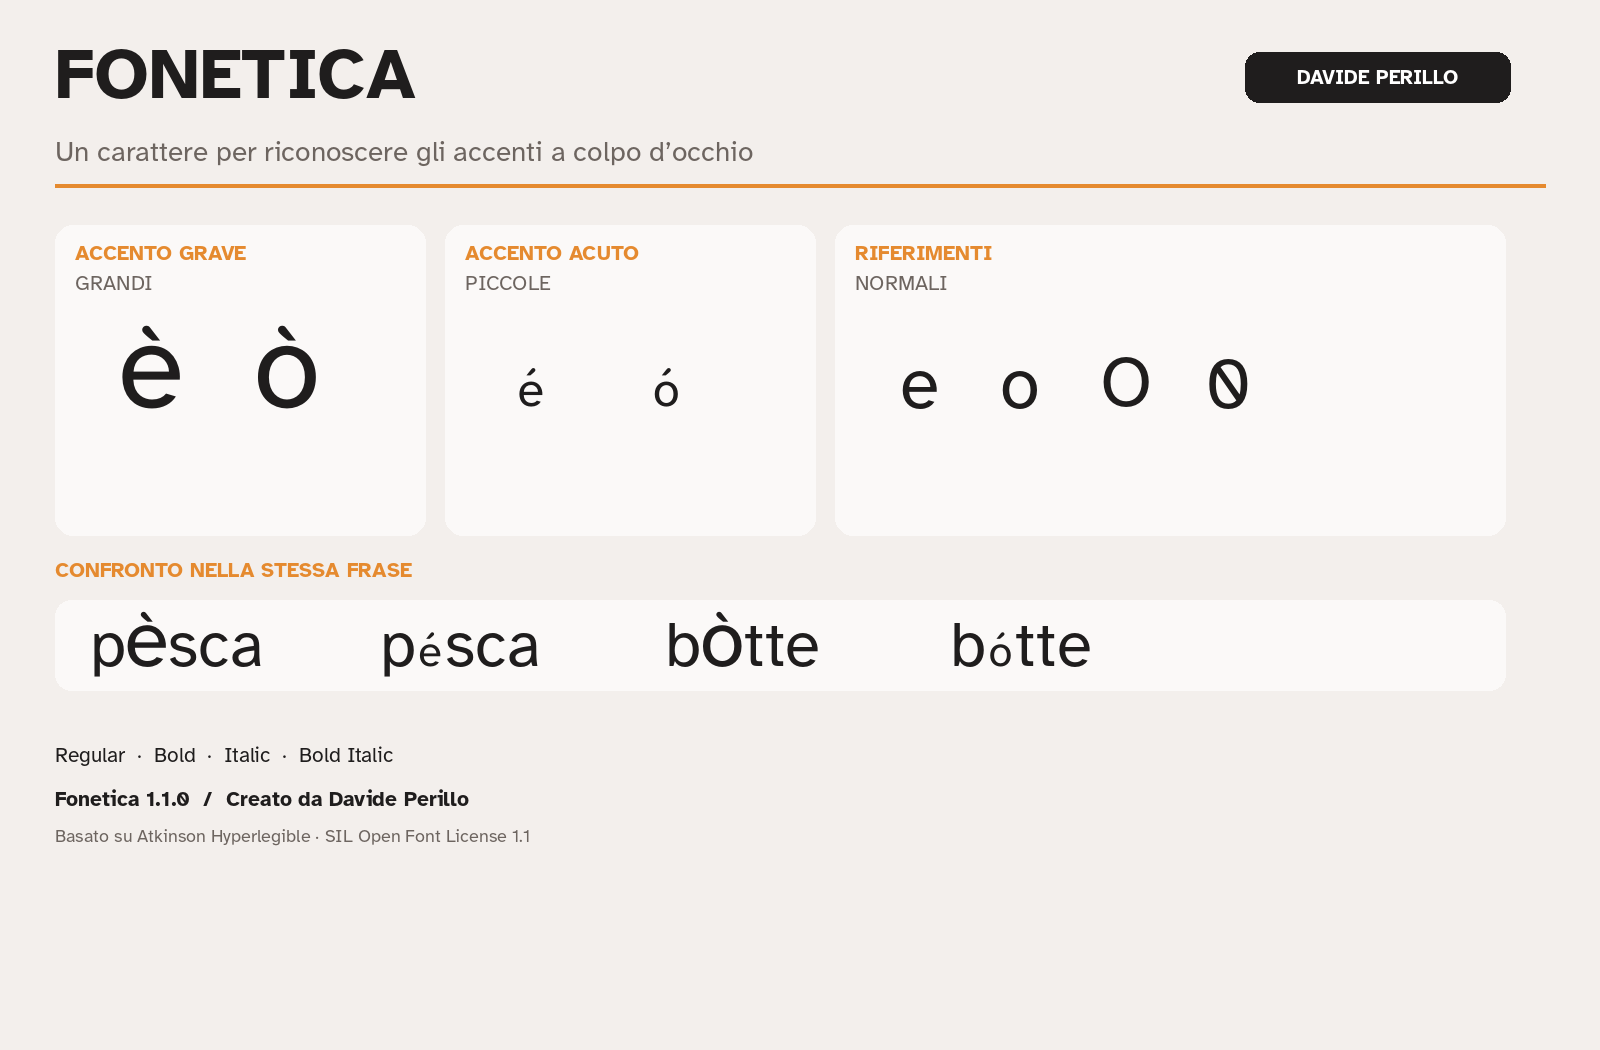 FONETICA
DAVIDE PERILLO
Un carattere per riconoscere gli accenti a colpo d’occhio
ACCENTO GRAVE
GRANDI
è ò
ACCENTO ACUTO
PICCOLE
é ó
RIFERIMENTI
NORMALI
e o O 0
CONFRONTO NELLA STESSA FRASE
pèsca pésca bòtte bótte
Regular · Bold · Italic · Bold Italic
Fonetica 1.1.0 / Creato da Davide Perillo
Basato su Atkinson Hyperlegible · SIL Open Font License 1.1